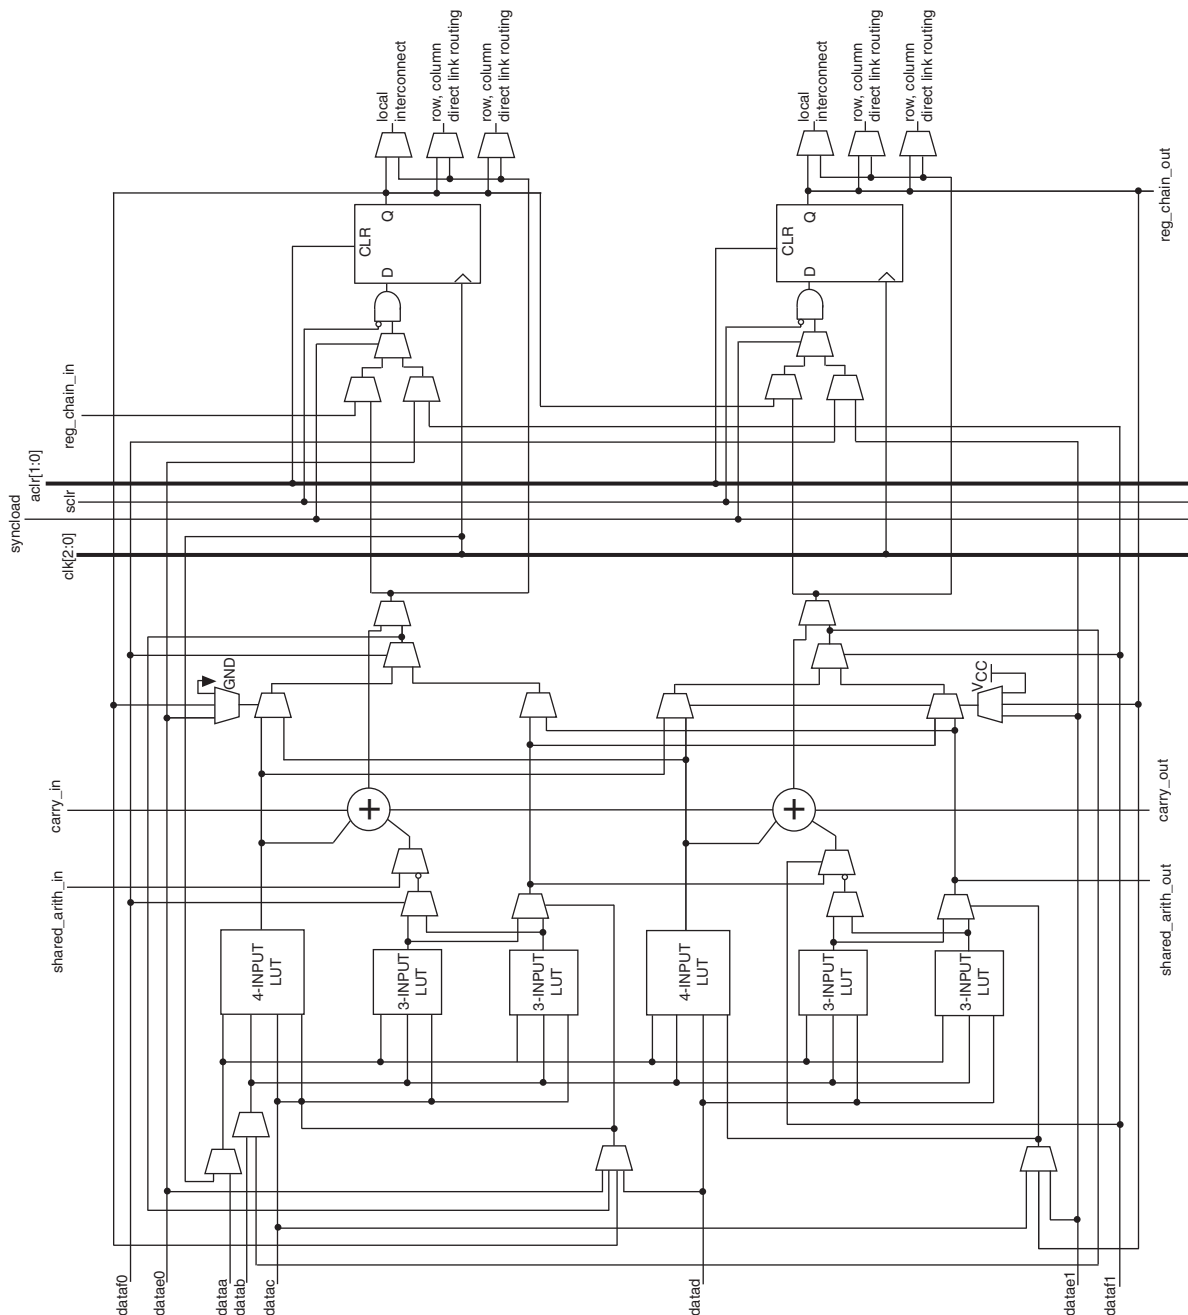 local
interconnect
row, column
direct link routing
row, column
direct link routing
local
interconnect
row, column
direct link routing
row, column
direct link routing
reg_chain_out
Q
CLR
D
Q
CLR
D
reg_chain_in
aclr[1:0]
sclr
syncload
clk[2:0]
GND
VCC
carry_in
+
+
carry_out
shared_arith_in
shared_arith_out
4-INPUT
LUT
3-INPUT
LUT
3-INPUT
LUT
4-INPUT
LUT
3-INPUT
LUT
3-INPUT
LUT
dataf0
datae0
dataa
datab
datac
datad
datae1
dataf1